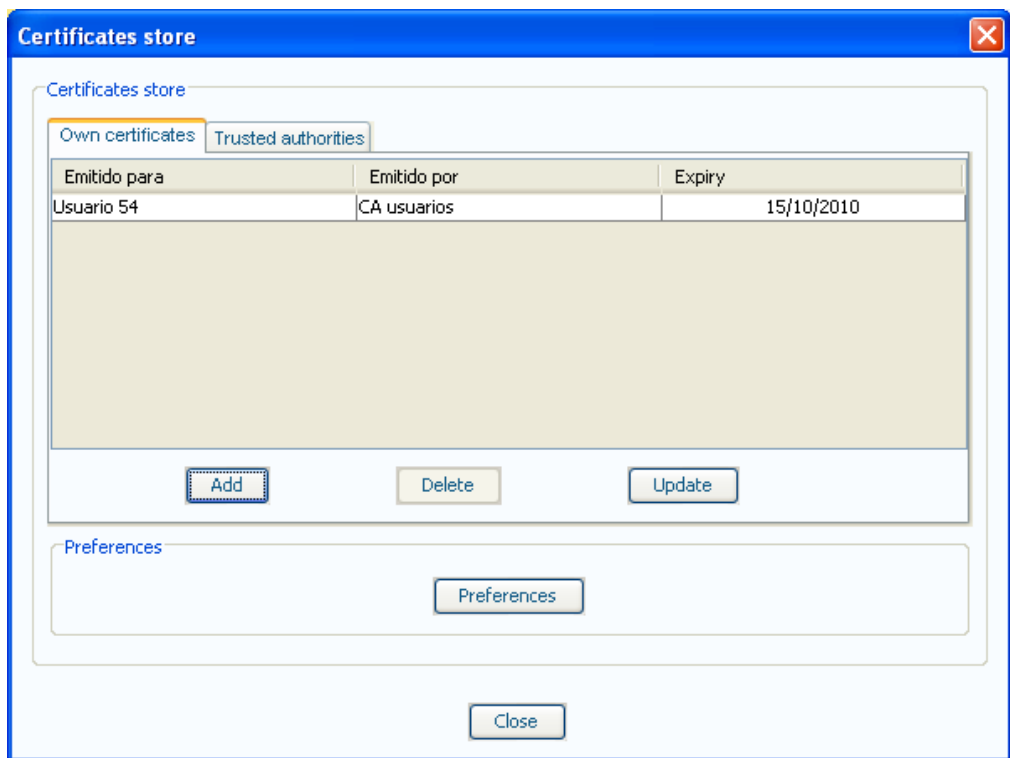 Certificates store
Certificates store
Own certificates Trusted authorities
Emitido para Emitido por Expiry
Usuario 54 CA usuarios 15/10/2010
Add Delete Update
Preferences
Preferences
Close